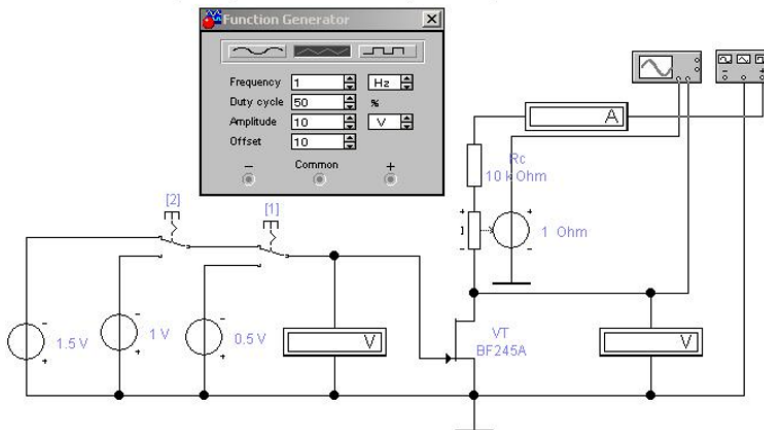 Function Generator
Frequency 1 Hz
Duty cycle 50 %
Amplitude 10 V
Offset 10
− Common +
A
Rc
10 k Ohm
1 Ohm
[2]
[1]
1.5 V
1 V
0.5 V
V
VT
BF245A
V